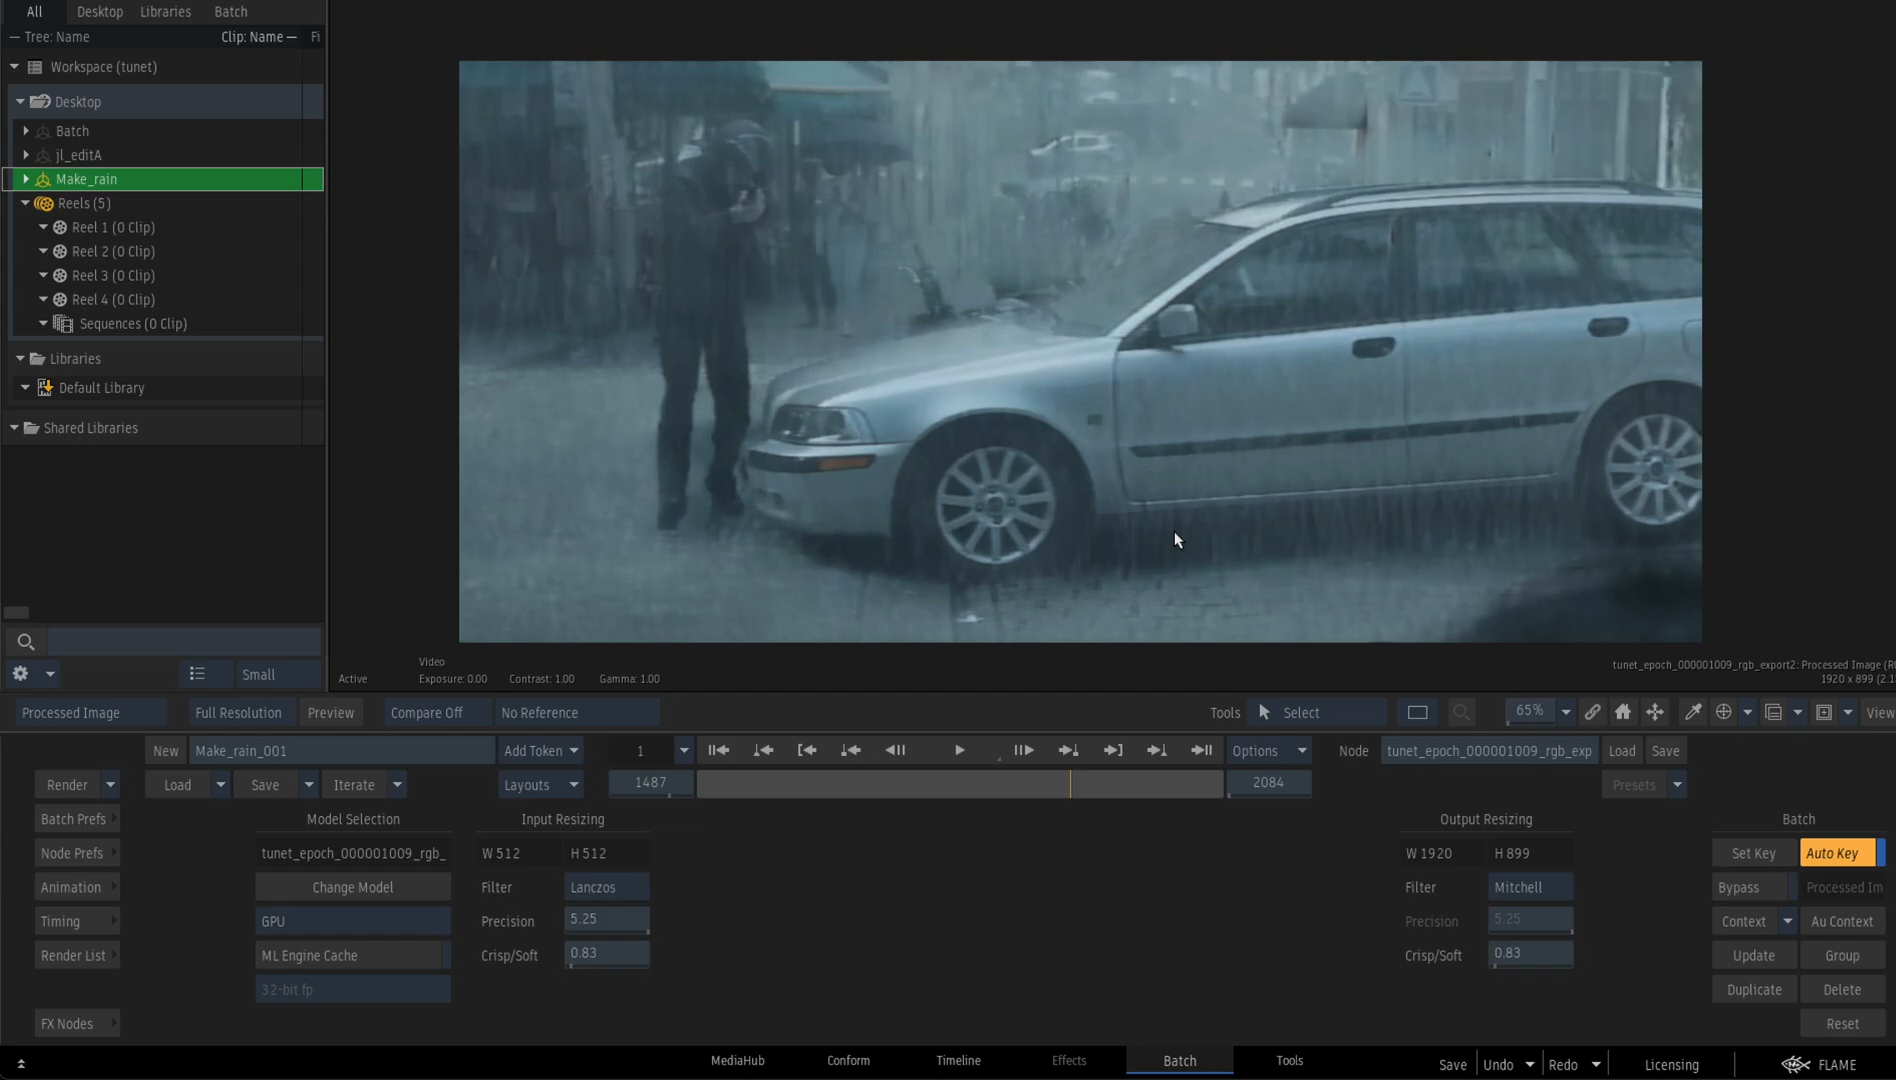 All Desktop Libraries Batch
Tree: Name Clip: Name Fi
Workspace (tunet)
Desktop
Batch
jl_editA
Make_rain
Reels (5)
Reel 1 (0 Clip)
Reel 2 (0 Clip)
Reel 3 (0 Clip)
Reel 4 (0 Clip)
Sequences (0 Clip)
Libraries
Default Library
Shared Libraries
Small
Active
Video
Exposure: 0.00 Contrast: 1.00 Gamma: 1.00
tunet_epoch_000001009_rgb_export2: Processed Image (R
1920 x 899 (2.1
Processed Image Full Resolution Preview Compare Off No Reference Tools Select 65% View
New Make_rain_001 Add Token 1 Options Node tunet_epoch_000001009_rgb_exp Load Save
Render Load Save Iterate Layouts 1487 2084 Presets
Batch Prefs Model Selection Input Resizing Output Resizing Batch
Node Prefs tunet_epoch_000001009_rgb_ W 512 H 512 W 1920 H 899 Set Key Auto Key
Animation Change Model Filter Lanczos Filter Mitchell Bypass Processed Im
Timing GPU Precision 5.25 Precision 5.25 Context Au Context
Render List ML Engine Cache Crisp/Soft 0.83 Crisp/Soft 0.83 Update Group
32-bit fp Duplicate Delete
FX Nodes Reset
MediaHub Conform Timeline Effects Batch Tools Save Undo Redo Licensing FLAME